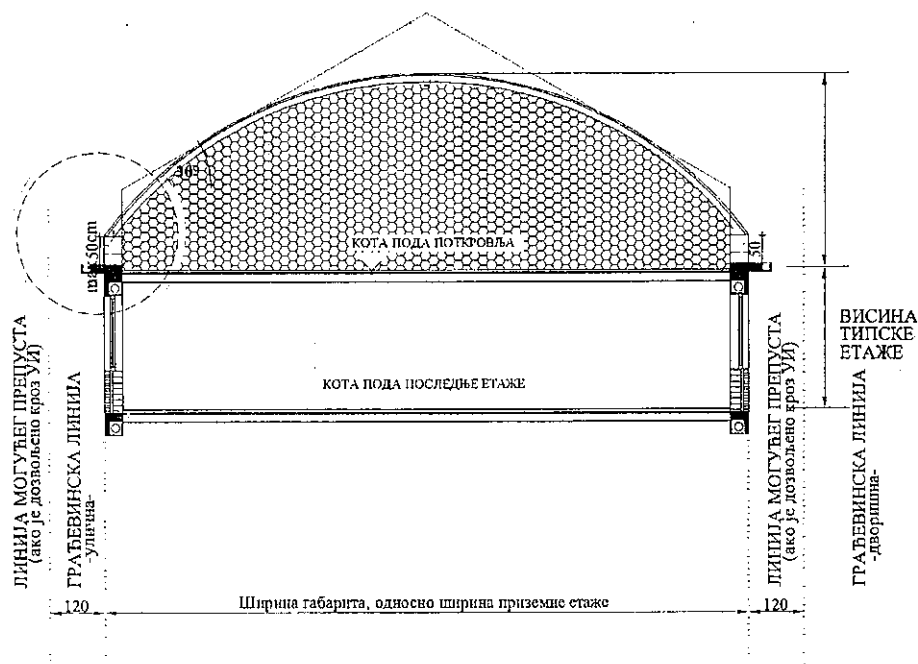 30°
КОТА ПОДА ПОТКРОВЉА
max 50cm
50
ВИСИНА
ТИПСКЕ
ЕТАЖЕ
КОТА ПОДА ПОСЛЕДЊЕ ЕТАЖЕ
ЛИНИЈА МОГУЋЕГ ПРЕПУСТА
(ако је дозвољено кроз УИ)
ГРАЂЕВИНСКА ЛИНИЈА
-улична-
ЛИНИЈА МОГУЋЕГ ПРЕПУСТА
(ако је дозвољено кроз УИ)
ГРАЂЕВИНСКА ЛИНИЈА
-дворишна-
120
Ширина габарита, односно ширина приземне етаже
120